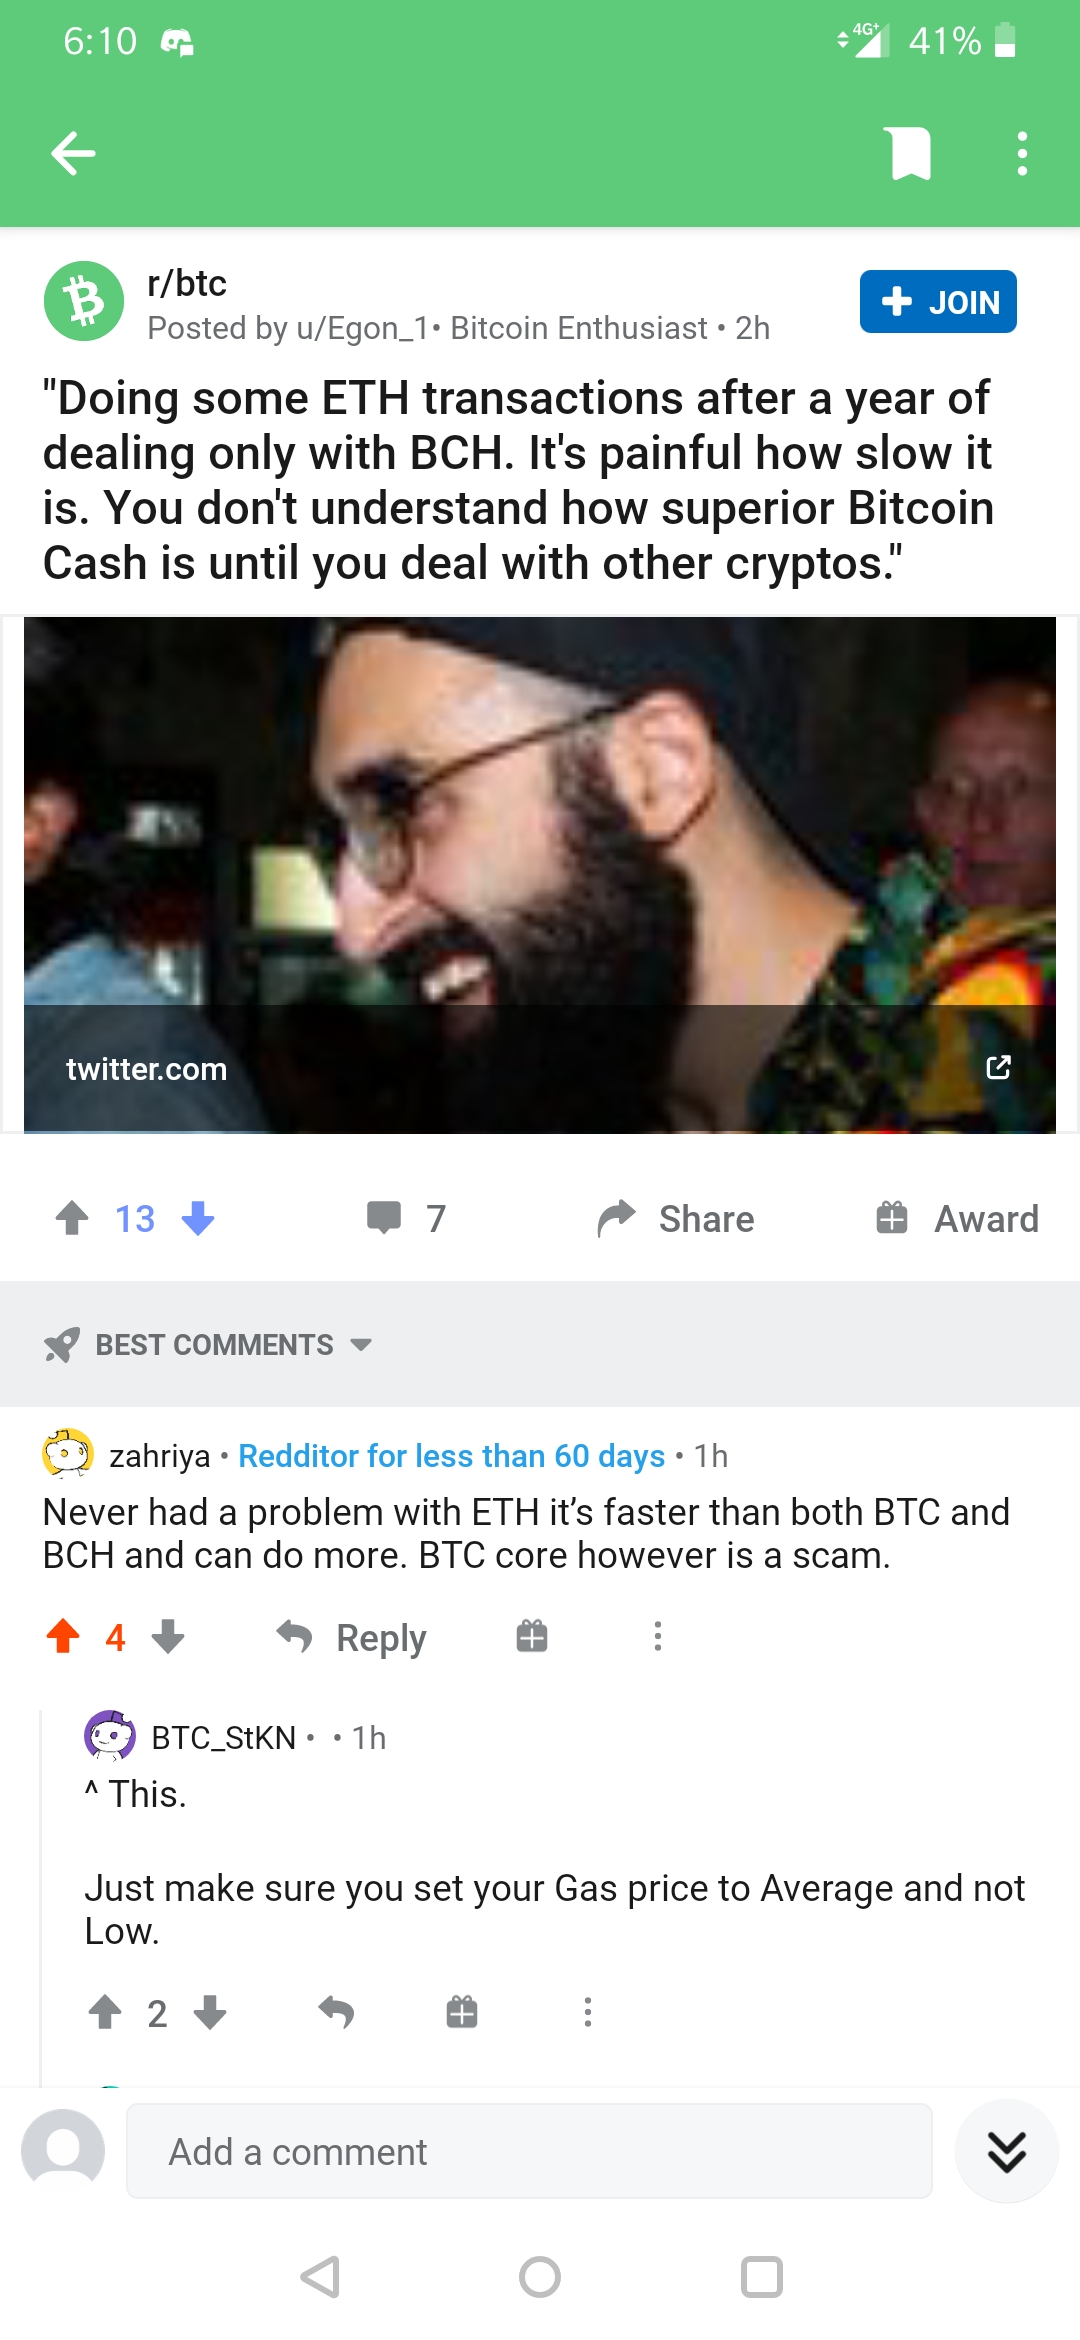 6:10
4G+ 41%
r/btc
Posted by u/Egon_1• Bitcoin Enthusiast • 2h
+ JOIN
"Doing some ETH transactions after a year of
dealing only with BCH. It's painful how slow it
is. You don't understand how superior Bitcoin
Cash is until you deal with other cryptos."
twitter.com
13
7
Share
Award
BEST COMMENTS
zahriya • Redditor for less than 60 days • 1h
Never had a problem with ETH it’s faster than both BTC and
BCH and can do more. BTC core however is a scam.
4
Reply
BTC_StKN • • 1h
^ This.
Just make sure you set your Gas price to Average and not
Low.
2
Add a comment